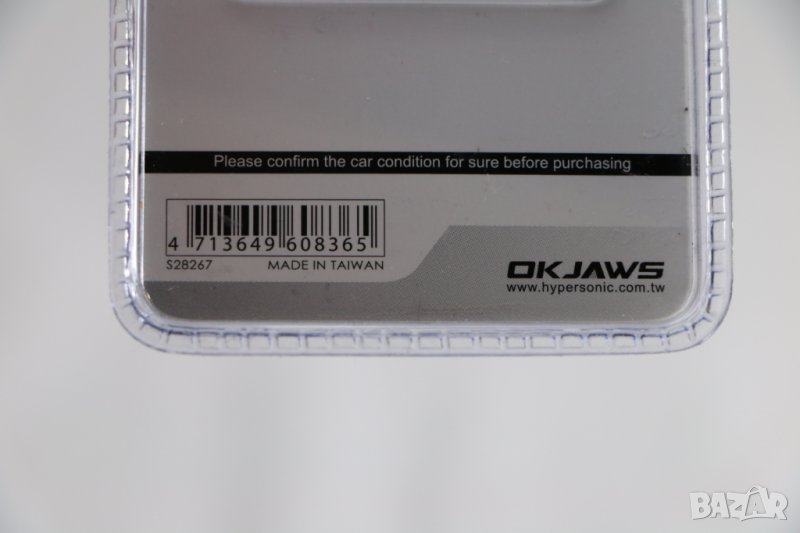 Please confirm the car condition for sure before purchasing
4 713649 608365
S28267 MADE IN TAIWAN
OKJAWS
www.hypersonic.com.tw
BAZAR